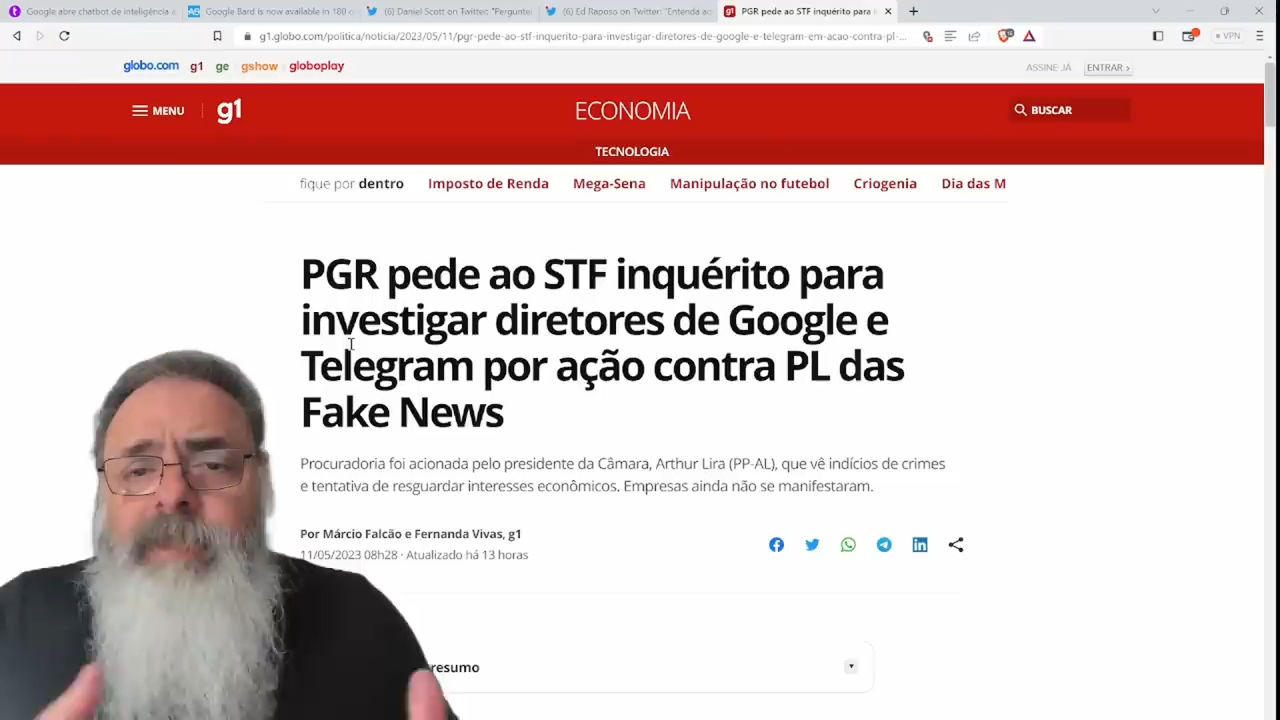 Google abre chatbot de inteligência a
Google Bard is now available in 180 c
(6) Daniel Scott on Twitter: "Pergunte
(6) Ed Raposo on Twitter: "Entenda ao
PGR pede ao STF inquérito para i
g1.globo.com/politica/noticia/2023/05/11/pgr-pede-ao-stf-inquerito-para-investigar-diretores-de-google-e-telegram-em-acao-contra-pl-...
VPN
globo.com g1 ge gshow globoplay
ASSINE JÁ
ENTRAR ›
MENU
g1
ECONOMIA
BUSCAR
TECNOLOGIA
fique por dentro Imposto de Renda Mega-Sena Manipulação no futebol Criogenia Dia das M
PGR pede ao STF inquérito para
investigar diretores de Google e
Telegram por ação contra PL das
Fake News
Procuradoria foi acionada pelo presidente da Câmara, Arthur Lira (PP-AL), que vê indícios de crimes
e tentativa de resguardar interesses econômicos. Empresas ainda não se manifestaram.
Por Márcio Falcão e Fernanda Vivas, g1
11/05/2023 08h28 · Atualizado há 13 horas
resumo